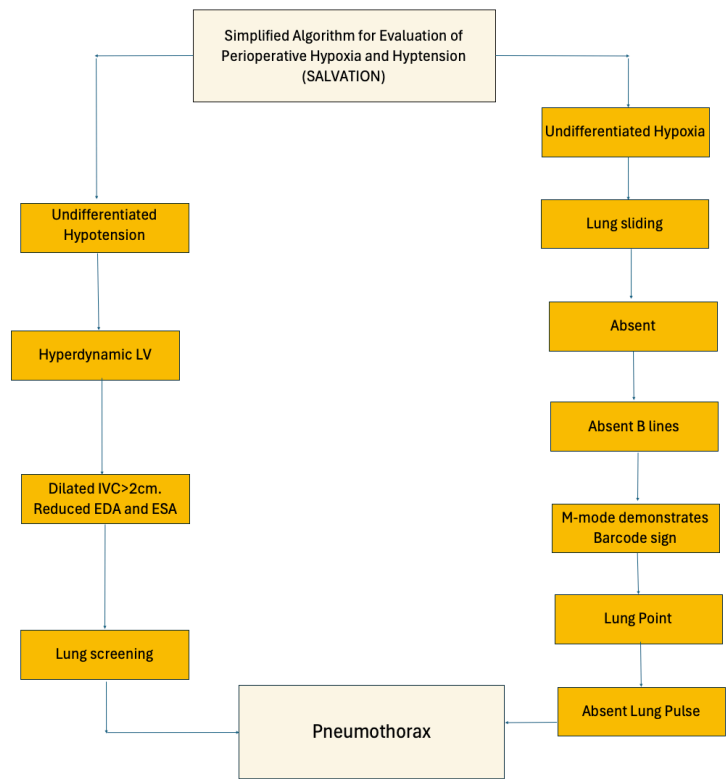 Simplified Algorithm for Evaluation of
Perioperative Hypoxia and Hyptension
(SALVATION)
Undifferentiated
Hypotension
Hyperdynamic LV
Dilated IVC>2cm.
Reduced EDA and ESA
Lung screening
Undifferentiated Hypoxia
Lung sliding
Absent
Absent B lines
M-mode demonstrates
Barcode sign
Lung Point
Absent Lung Pulse
Pneumothorax